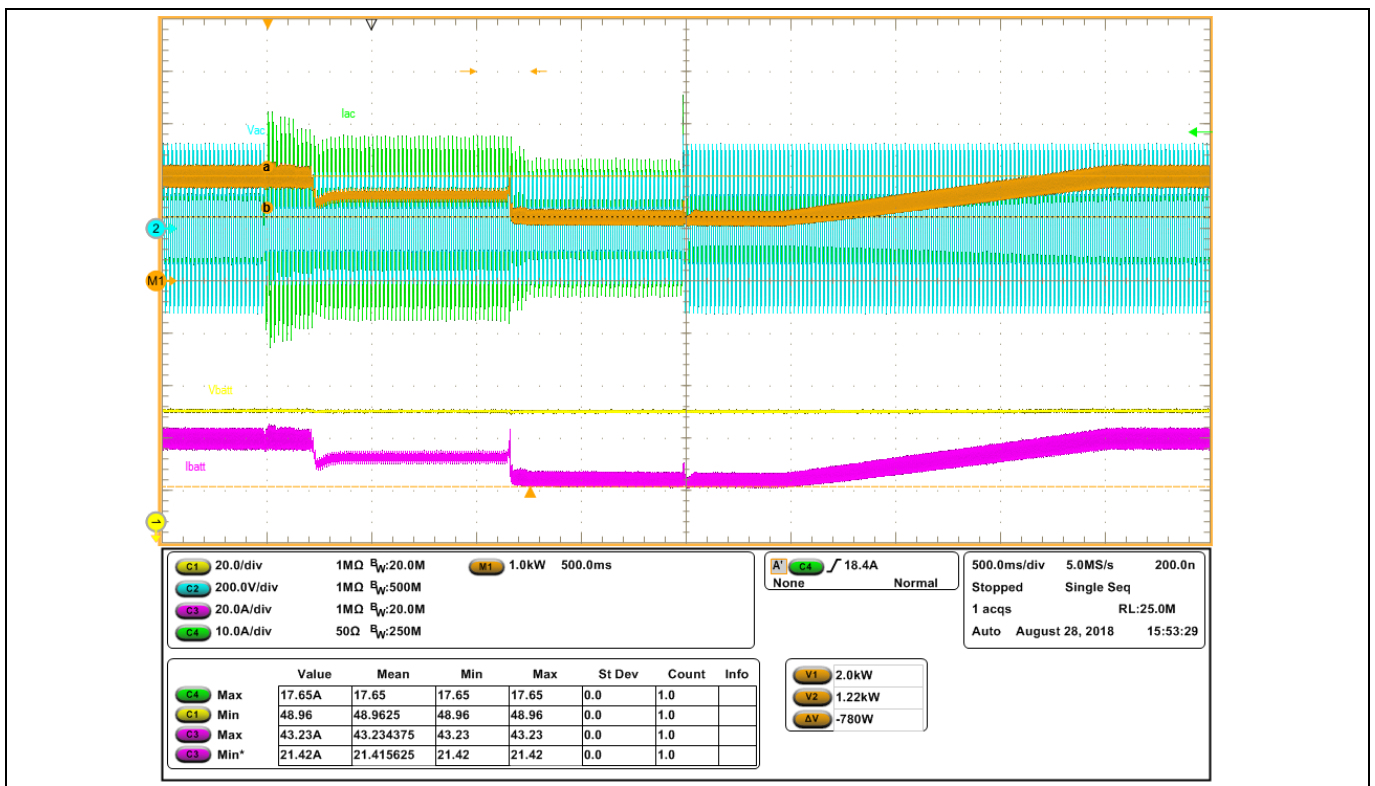 Iac
Vac
a
b
2
M1
Vbatt
Ibatt
1
C1 20.0/div 1MΩ BW:20.0M M1 1.0kW 500.0ms
C2 200.0V/div 1MΩ BW:500M
C3 20.0A/div 1MΩ BW:20.0M
C4 10.0A/div 50Ω BW:250M
A' C4 18.4A
None Normal
500.0ms/div 5.0MS/s 200.0n
Stopped Single Seq
1 acqs RL:25.0M
Auto August 28, 2018 15:53:29
Value Mean Min Max St Dev Count Info
C4 Max 17.65A 17.65 17.65 17.65 0.0 1.0
C1 Min 48.96 48.9625 48.96 48.96 0.0 1.0
C3 Max 43.23A 43.234375 43.23 43.23 0.0 1.0
C3 Min* 21.42A 21.415625 21.42 21.42 0.0 1.0
V1 2.0kW
V2 1.22kW
ΔV -780W